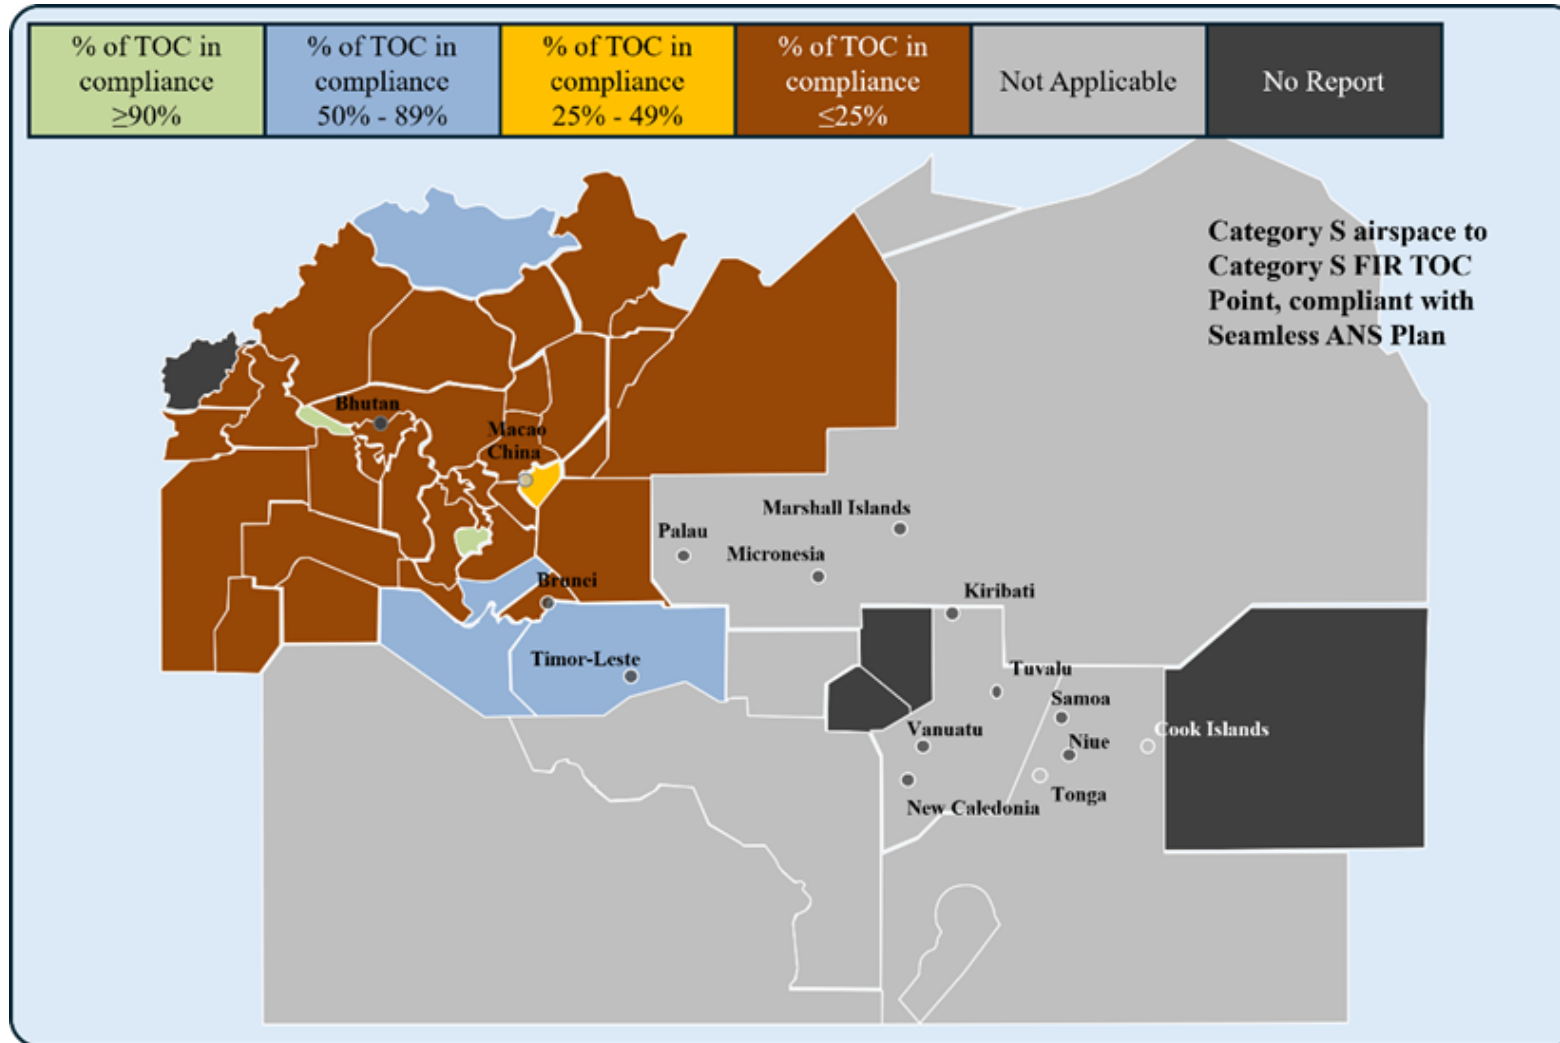 % of TOC in
compliance
≥90%
% of TOC in
compliance
50% - 89%
% of TOC in
compliance
25% - 49%
% of TOC in
compliance
≤25%
Not Applicable
No Report
Category S airspace to
Category S FIR TOC
Point, compliant with
Seamless ANS Plan
Bhutan
Macao
China
Marshall Islands
Palau
Micronesia
Brunei
Kiribati
Timor-Leste
Tuvalu
Samoa
Vanuatu
Cook Islands
Niue
Tonga
New Caledonia